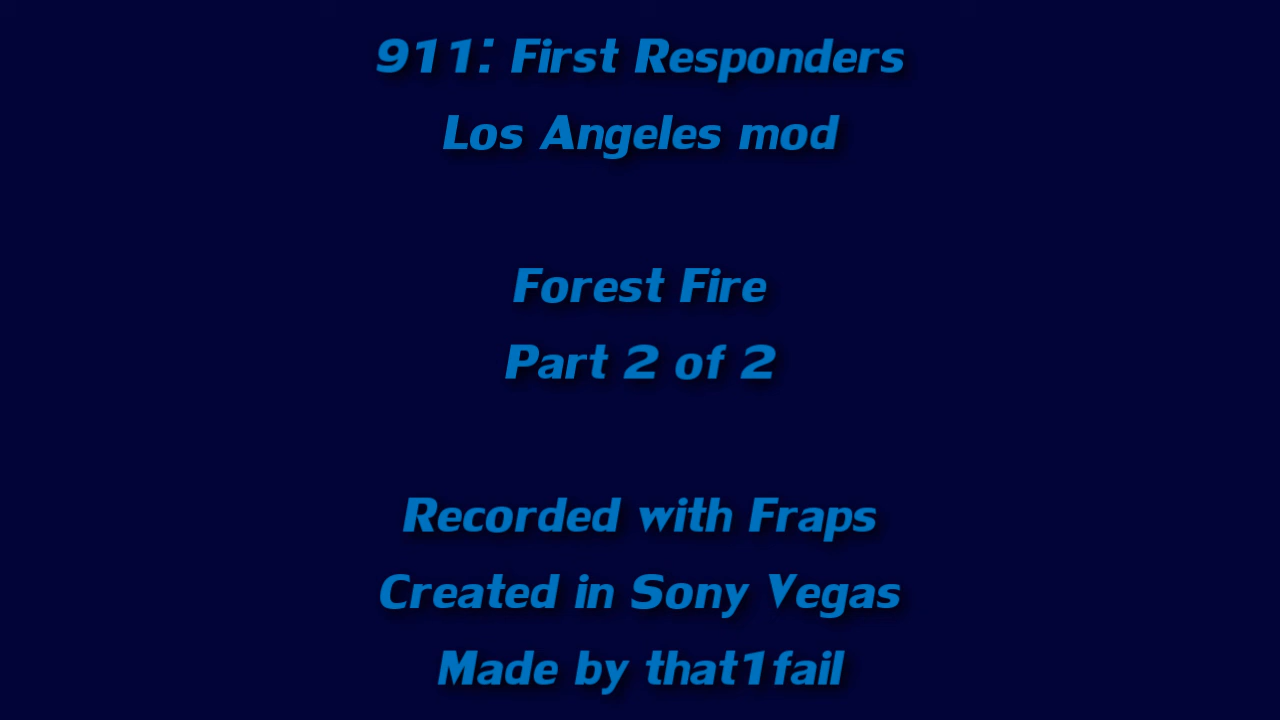 911: First Responders
Los Angeles mod
Forest Fire
Part 2 of 2
Recorded with Fraps
Created in Sony Vegas
Made by that1fail